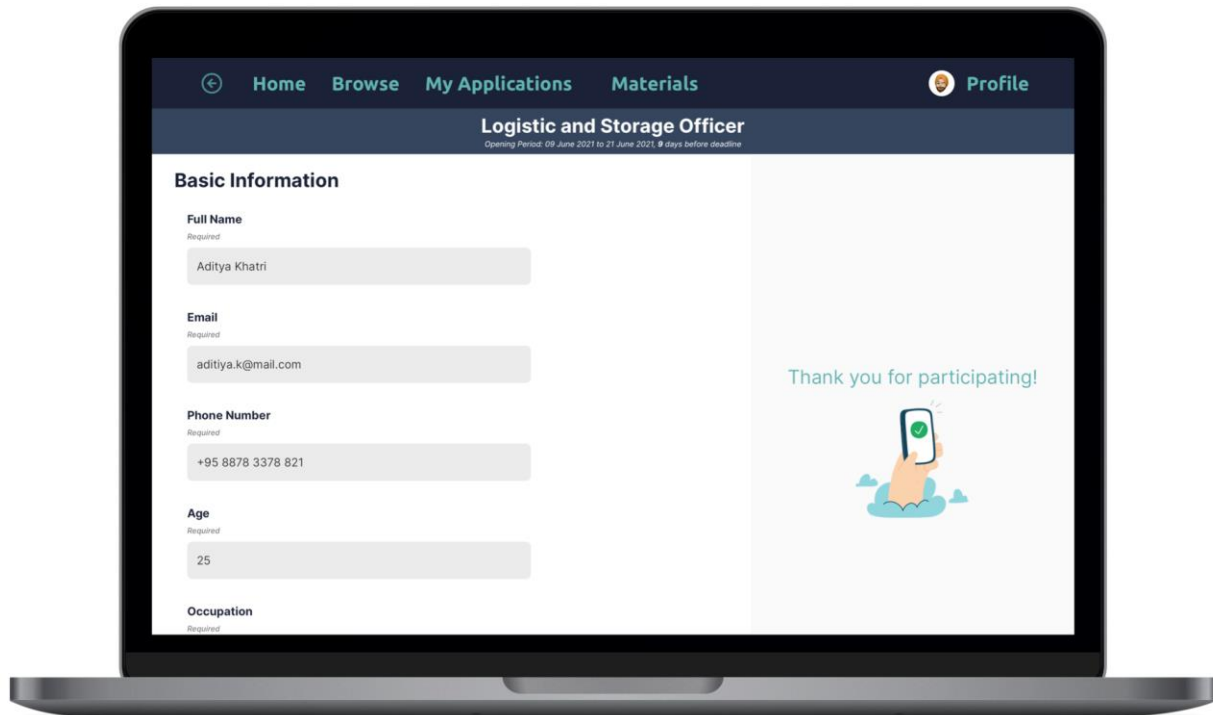 Home Browse My Applications Materials Profile
Logistic and Storage Officer
Opening Period: 09 June 2021 to 21 June 2021, 9 days before deadline
Basic Information
Full Name
Required
Aditya Khatri
Email
Required
aditiya.k@mail.com
Phone Number
Required
+95 8878 3378 821
Age
Required
25
Occupation
Required
Thank you for participating!